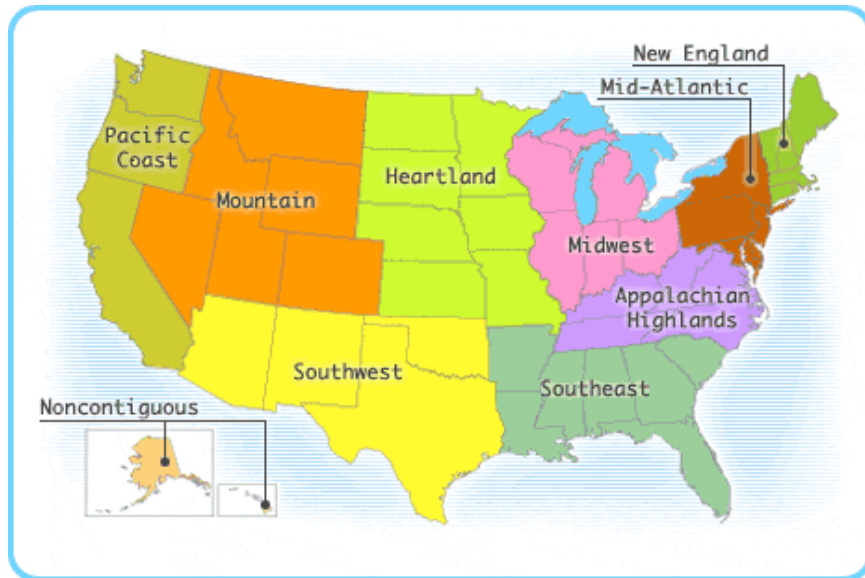 New England
Mid-Atlantic
Pacific
Coast
Heartland
Mountain
Midwest
Appalachian
Highlands
Southwest
Southeast
Noncontiguous